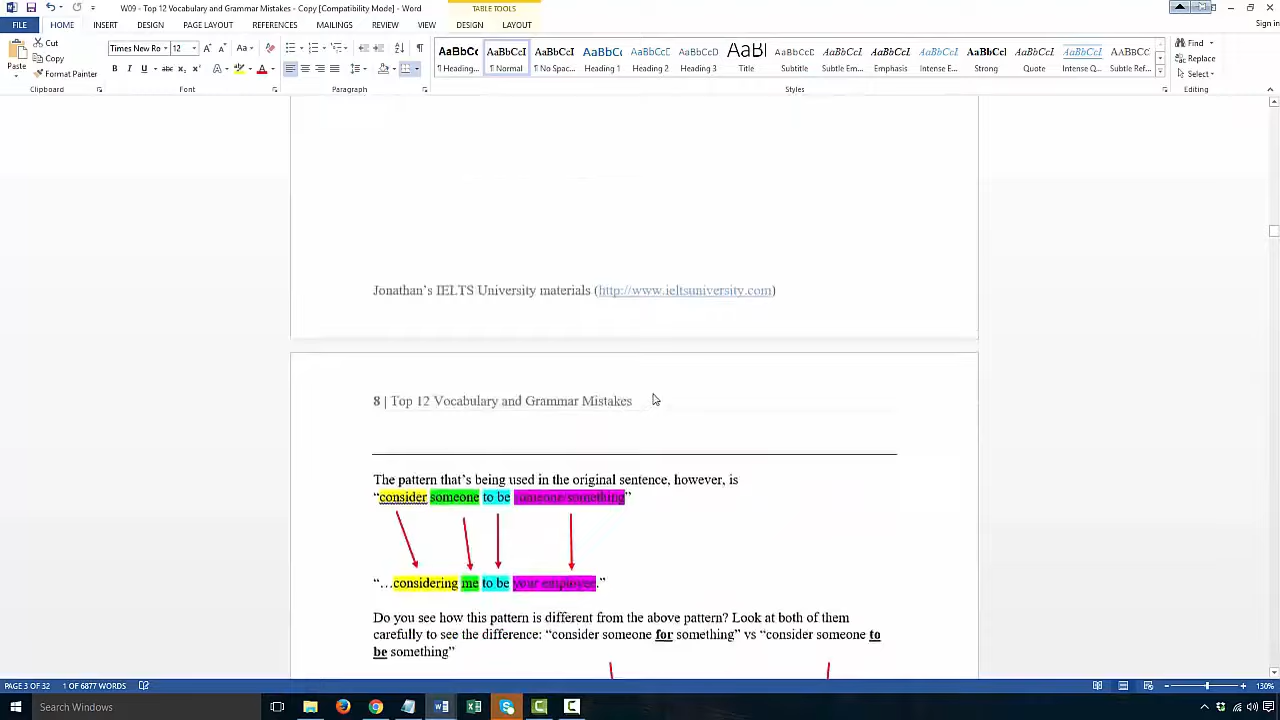 W09 - Top 12 Vocabulary and Grammar Mistakes - Copy [Compatibility Mode] - Word
TABLE TOOLS
Sign in
FILE HOME INSERT DESIGN PAGE LAYOUT REFERENCES MAILINGS REVIEW VIEW DESIGN LAYOUT
Paste
Cut
Copy
Format Painter
Clipboard
Times New Ro 12
Font
Paragraph
AaBbCc AaBbCcI AaBbCcI AaBbCc AaBbCcI AaBbCcD AaBl AaBbCcI AaBbCcI AaBbCcI AaBbCcI AaBbCcI AaBbCcI AaBbCcI AaBbCcI
¶ Heading... ¶ Normal ¶ No Spac... Heading 1 Heading 2 Heading 3 Title Subtitle Subtle Em... Emphasis Intense E... Strong Quote Intense Q... Subtle Ref...
Styles
Find
Replace
Select
Editing
Jonathan's IELTS University materials (http://www.ieltsuniversity.com)
8 | Top 12 Vocabulary and Grammar Mistakes
The pattern that's being used in the original sentence, however, is
“consider someone to be someone/something”
“…considering me to be your employee.”
Do you see how this pattern is different from the above pattern? Look at both of them
carefully to see the difference: “consider someone for something” vs “consider someone to
be something”
PAGE 3 OF 32 1 OF 6877 WORDS
130%
Search Windows